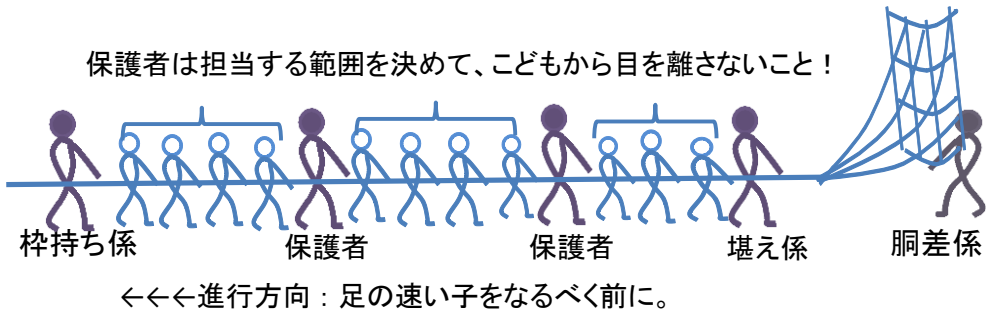 保護者は担当する範囲を決めて、こどもから目を離さないこと！
枠持ち係
保護者
保護者
堪え係
胴差係
←←←進行方向：足の速い子をなるべく前に。